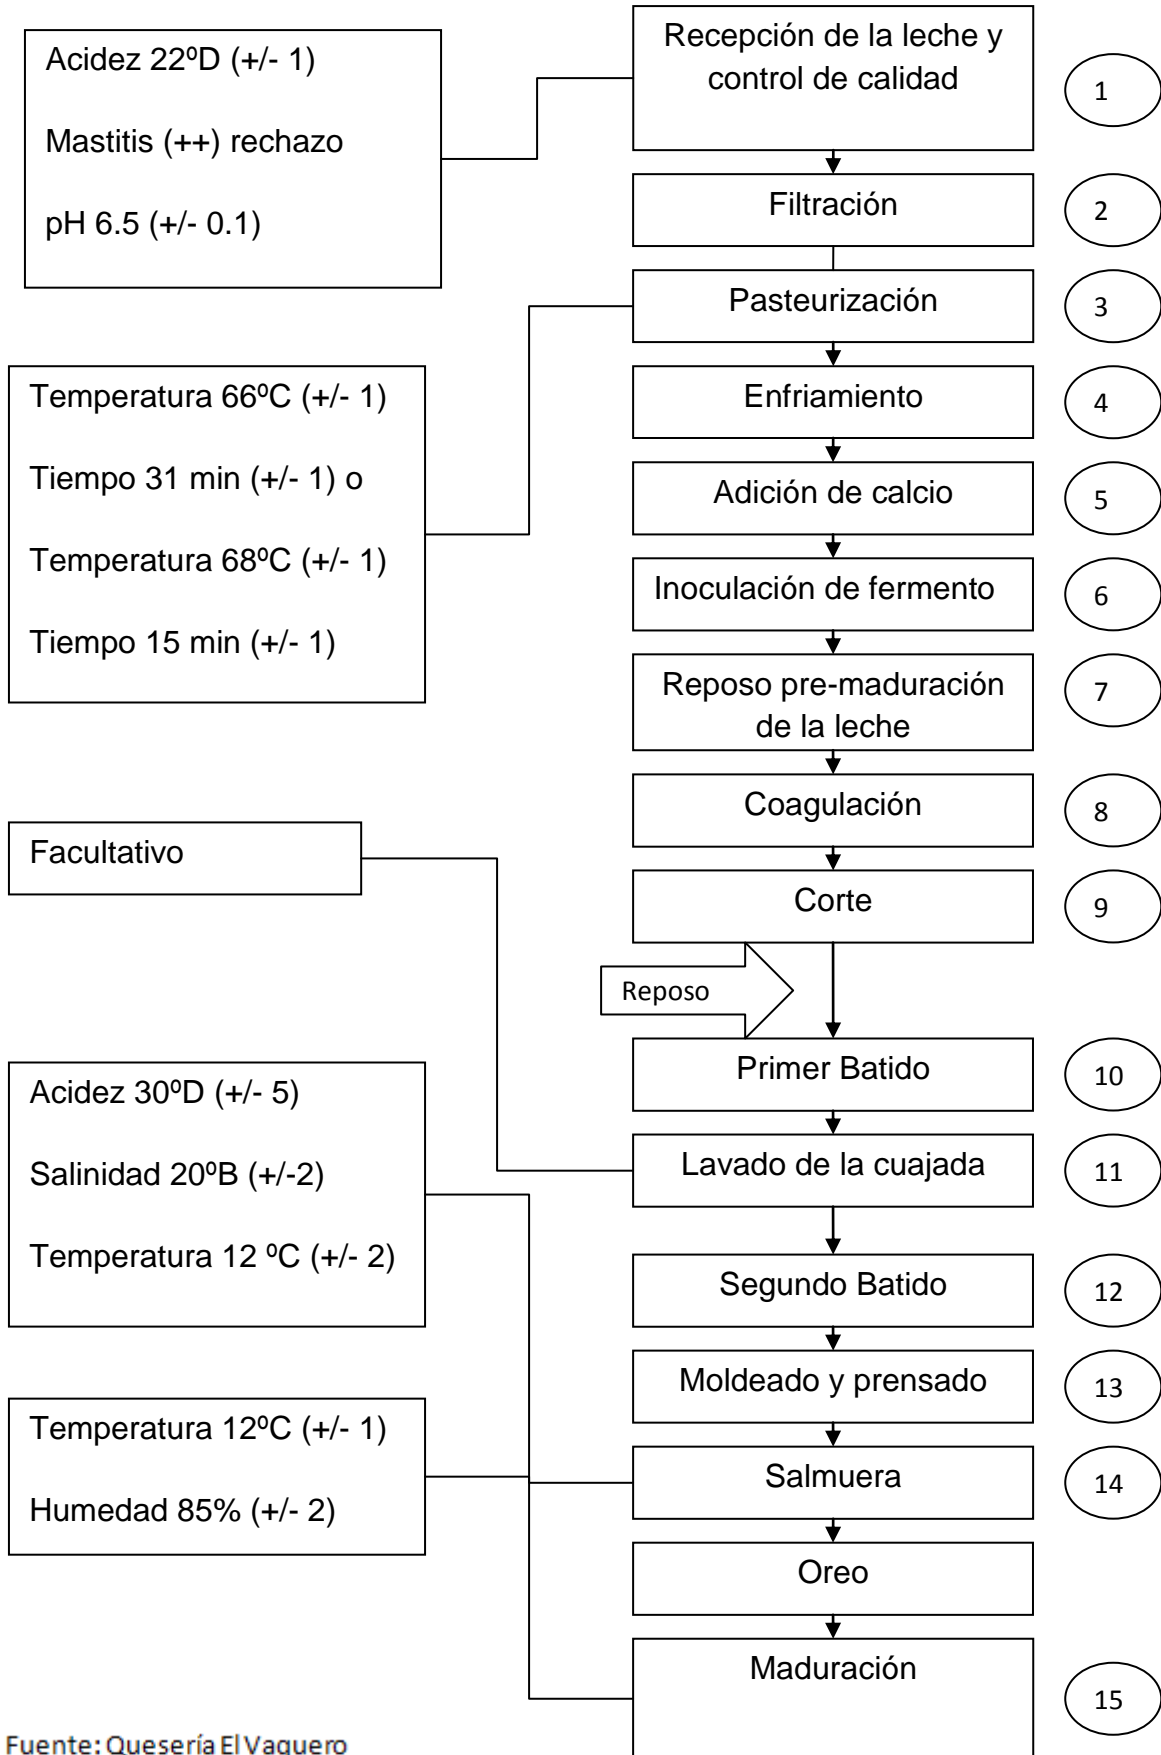 Recepción de la leche y
control de calidad
1
Acidez 22ºD (+/- 1)
Mastitis (++) rechazo
pH 6.5 (+/- 0.1)
Filtración
2
Pasteurización
3
Temperatura 66ºC (+/- 1)
Tiempo 31 min (+/- 1) o
Temperatura 68ºC (+/- 1)
Tiempo 15 min (+/- 1)
Enfriamiento
4
Adición de calcio
5
Inoculación de fermento
6
Reposo pre-maduración
de la leche
7
Coagulación
8
Facultativo
Corte
9
Reposo
Primer Batido
10
Acidez 30ºD (+/- 5)
Salinidad 20ºB (+/-2)
Temperatura 12 ºC (+/- 2)
Lavado de la cuajada
11
Segundo Batido
12
Moldeado y prensado
13
Temperatura 12ºC (+/- 1)
Humedad 85% (+/- 2)
Salmuera
14
Oreo
Maduración
15
Fuente: Quesería El Vaquero